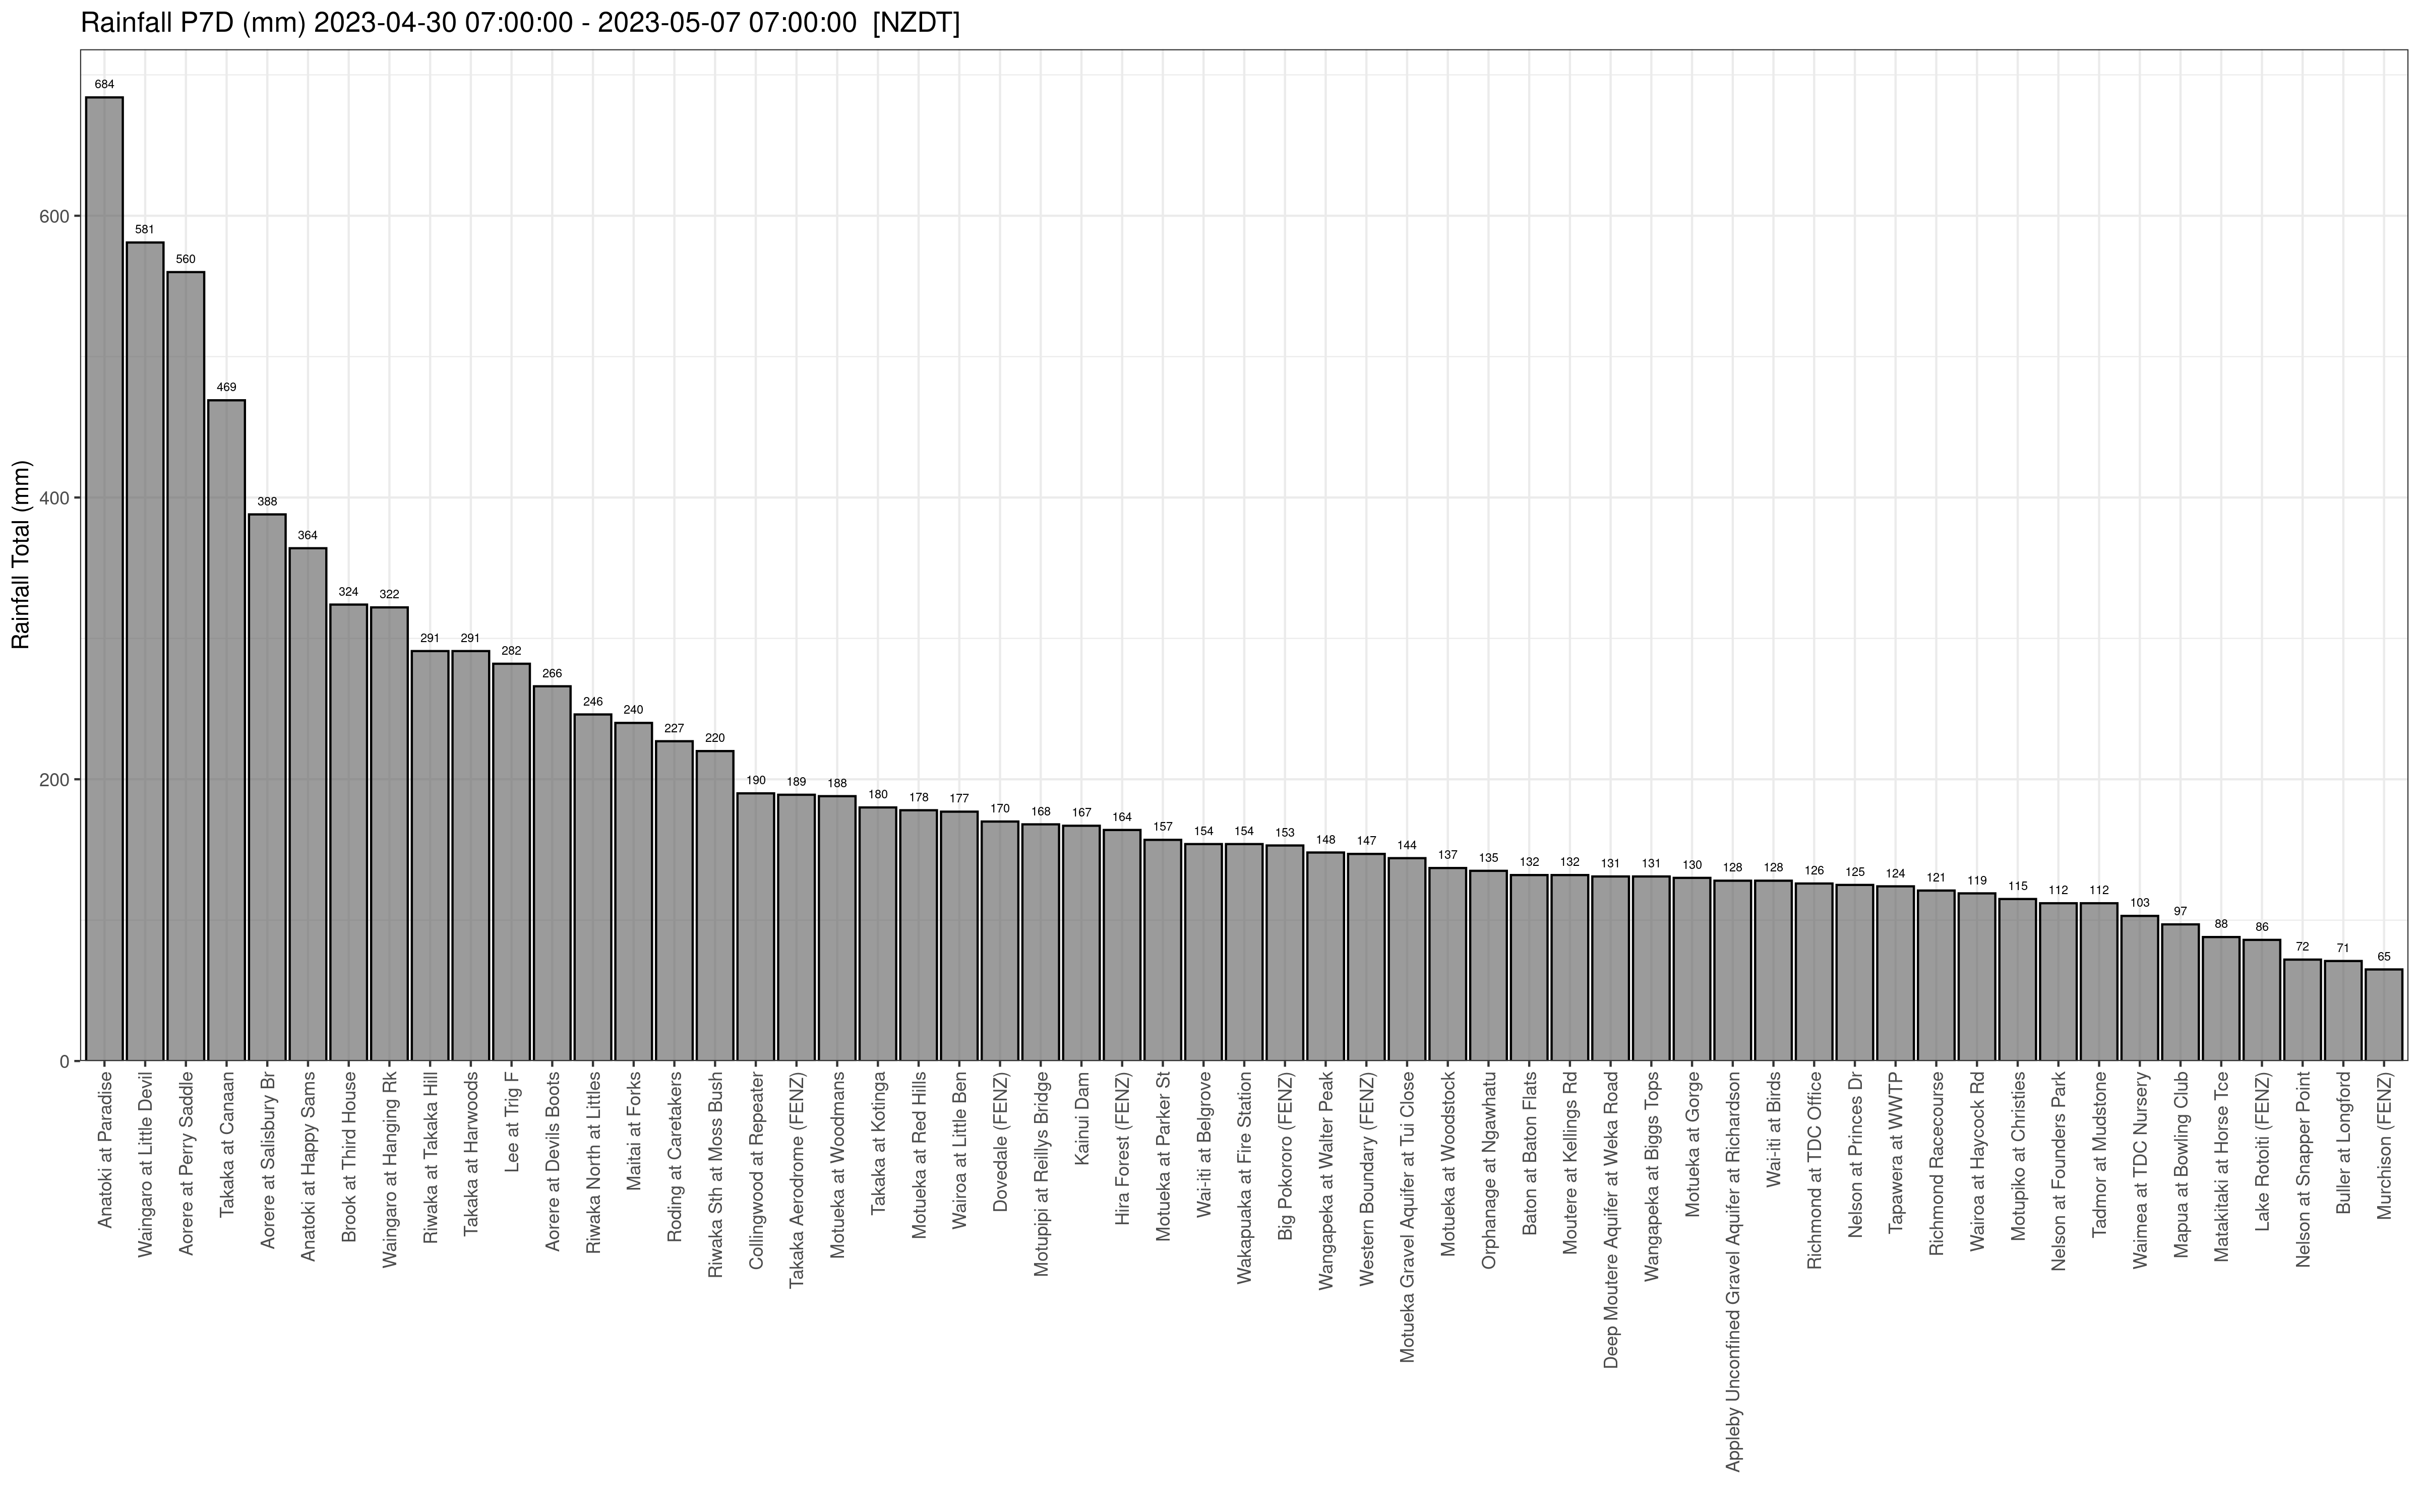 Rainfall P7D (mm) 2023-04-30 07:00:00 - 2023-05-07 07:00:00 [NZDT]
Rainfall Total (mm)
600
400
200
0
684
581
560
469
388
364
324
322
291
291
282
266
246
240
227
220
190
189
188
180
178
177
170
168
167
164
157
154
154
153
148
147
144
137
135
132
132
131
131
130
128
128
126
125
124
121
119
115
112
112
103
97
88
86
72
71
65
Anatoki at Paradise
Waingaro at Little Devil
Aorere at Perry Saddle
Takaka at Canaan
Aorere at Salisbury Br
Anatoki at Happy Sams
Brook at Third House
Waingaro at Hanging Rk
Riwaka at Takaka Hill
Takaka at Harwoods
Lee at Trig F
Aorere at Devils Boots
Riwaka North at Littles
Maitai at Forks
Roding at Caretakers
Riwaka Sth at Moss Bush
Collingwood at Repeater
Takaka Aerodrome (FENZ)
Motueka at Woodmans
Takaka at Kotinga
Motueka at Red Hills
Wairoa at Little Ben
Dovedale (FENZ)
Motupipi at Reillys Bridge
Kainui Dam
Hira Forest (FENZ)
Motueka at Parker St
Wai-iti at Belgrove
Wakapuaka at Fire Station
Big Pokororo (FENZ)
Wangapeka at Walter Peak
Western Boundary (FENZ)
Motueka Gravel Aquifer at Tui Close
Motueka at Woodstock
Orphanage at Ngawhatu
Baton at Baton Flats
Moutere at Kellings Rd
Deep Moutere Aquifer at Weka Road
Wangapeka at Biggs Tops
Motueka at Gorge
Appleby Unconfined Gravel Aquifer at Richardson
Wai-iti at Birds
Richmond at TDC Office
Nelson at Princes Dr
Tapawera at WWTP
Richmond Racecourse
Wairoa at Haycock Rd
Motupiko at Christies
Nelson at Founders Park
Tadmor at Mudstone
Waimea at TDC Nursery
Mapua at Bowling Club
Matakitaki at Horse Tce
Lake Rotoiti (FENZ)
Nelson at Snapper Point
Buller at Longford
Murchison (FENZ)